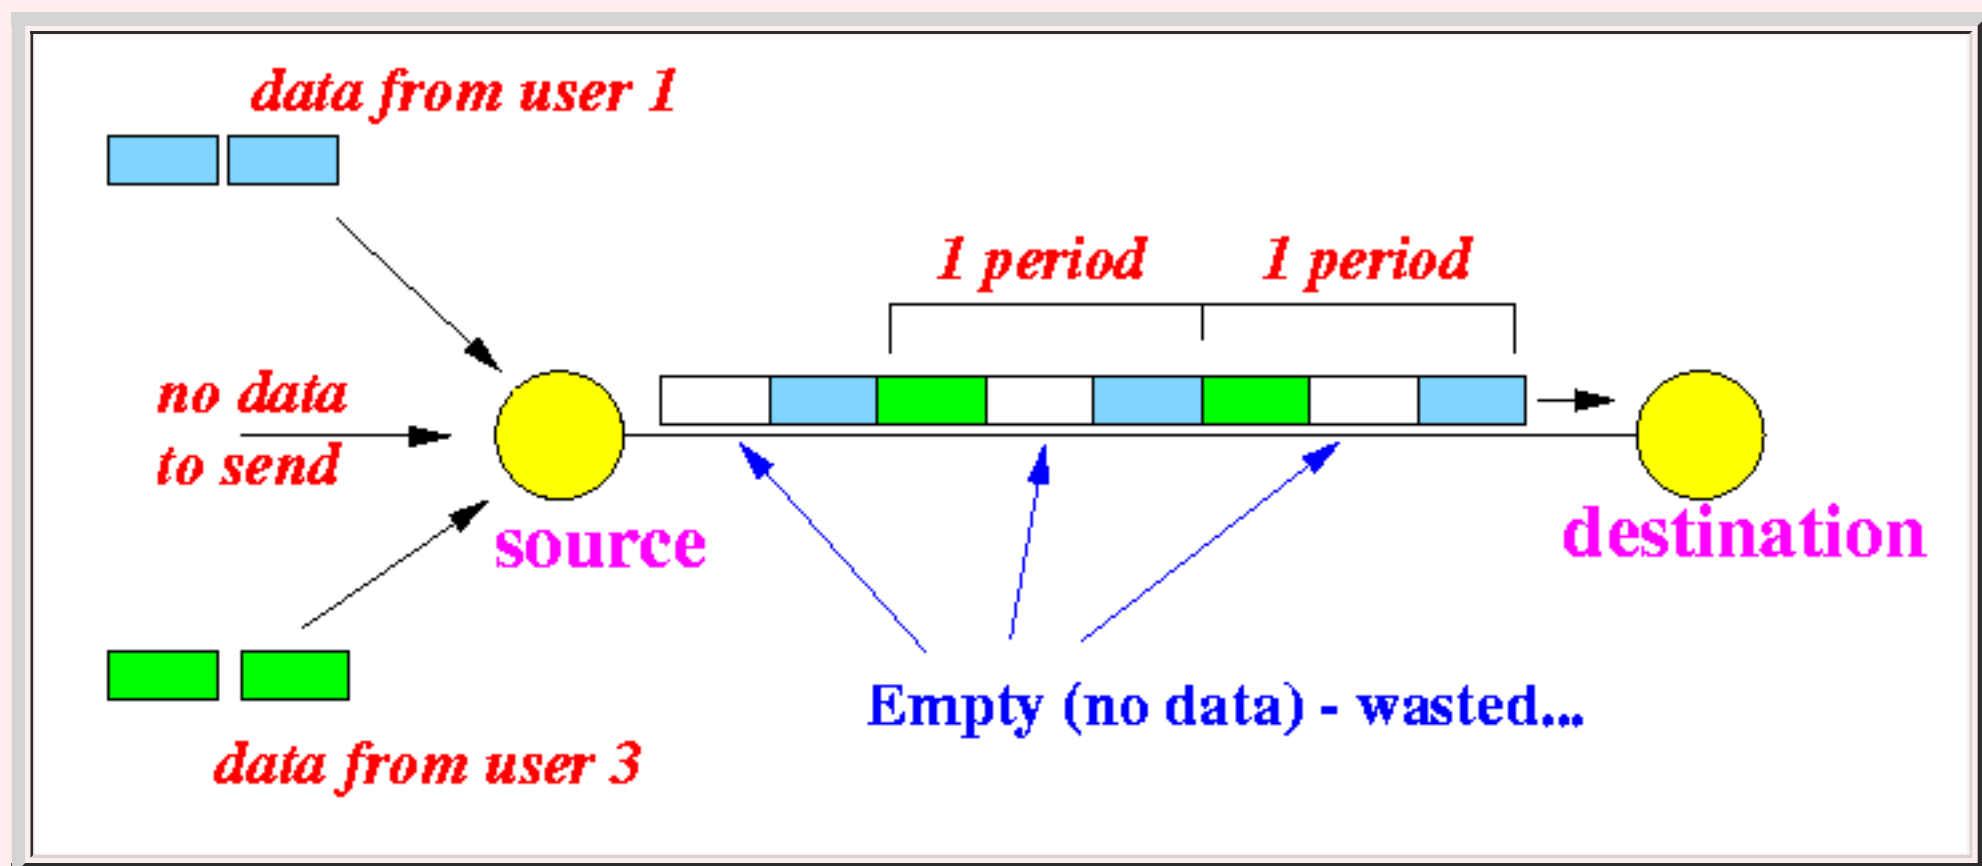 data from user 1
1 period
1 period
no data
to send
source
destination
Empty (no data) - wasted...
data from user 3